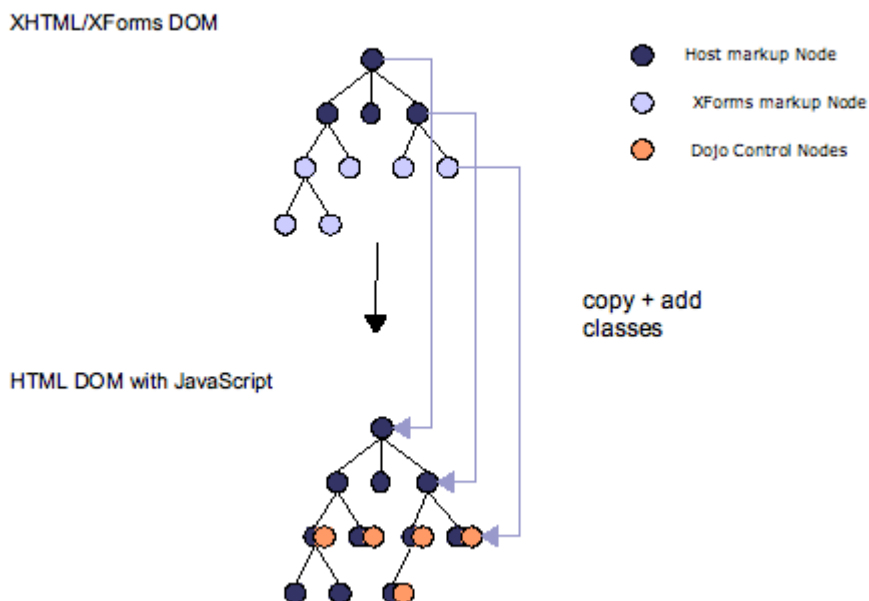 XHTML/XForms DOM
Host markup Node
XForms markup Node
Dojo Control Nodes
copy + add
classes
HTML DOM with JavaScript